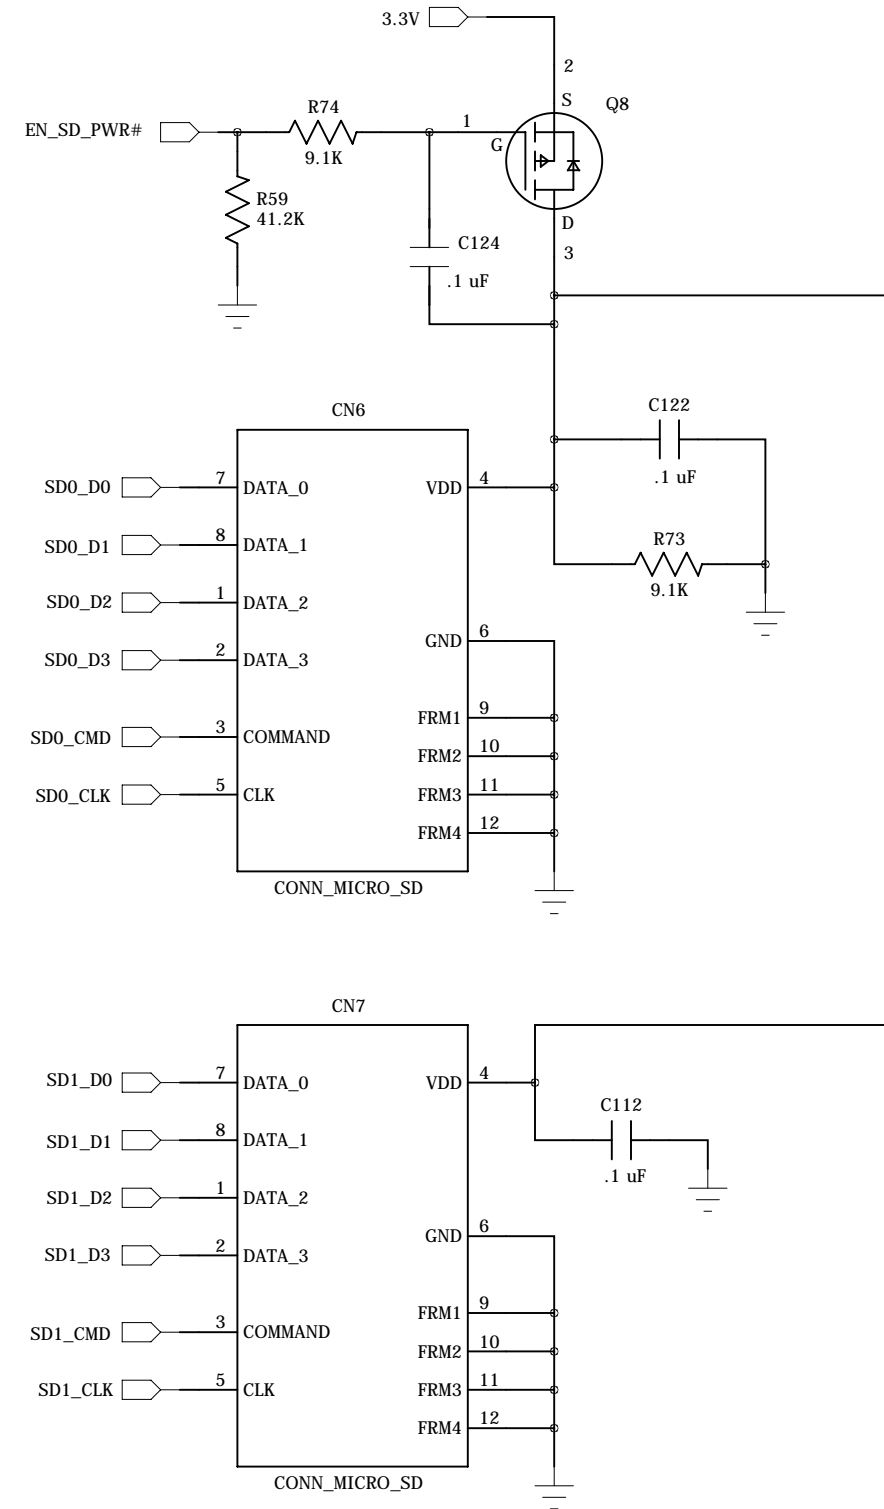 3.3V
2
S
Q8
EN_SD_PWR#
R74
9.1K
1
G
R59
41.2K
D
3
C124
.1 uF
CN6
C122
.1 uF
R73
9.1K
SD0_D0
7
DATA_0
VDD
4
SD0_D1
8
DATA_1
SD0_D2
1
DATA_2
SD0_D3
2
DATA_3
GND
6
SD0_CMD
3
COMMAND
FRM1
9
FRM2
10
SD0_CLK
5
CLK
FRM3
11
FRM4
12
CONN_MICRO_SD
CN7
SD1_D0
7
DATA_0
VDD
4
C112
.1 uF
SD1_D1
8
DATA_1
SD1_D2
1
DATA_2
SD1_D3
2
DATA_3
GND
6
SD1_CMD
3
COMMAND
FRM1
9
FRM2
10
SD1_CLK
5
CLK
FRM3
11
FRM4
12
CONN_MICRO_SD